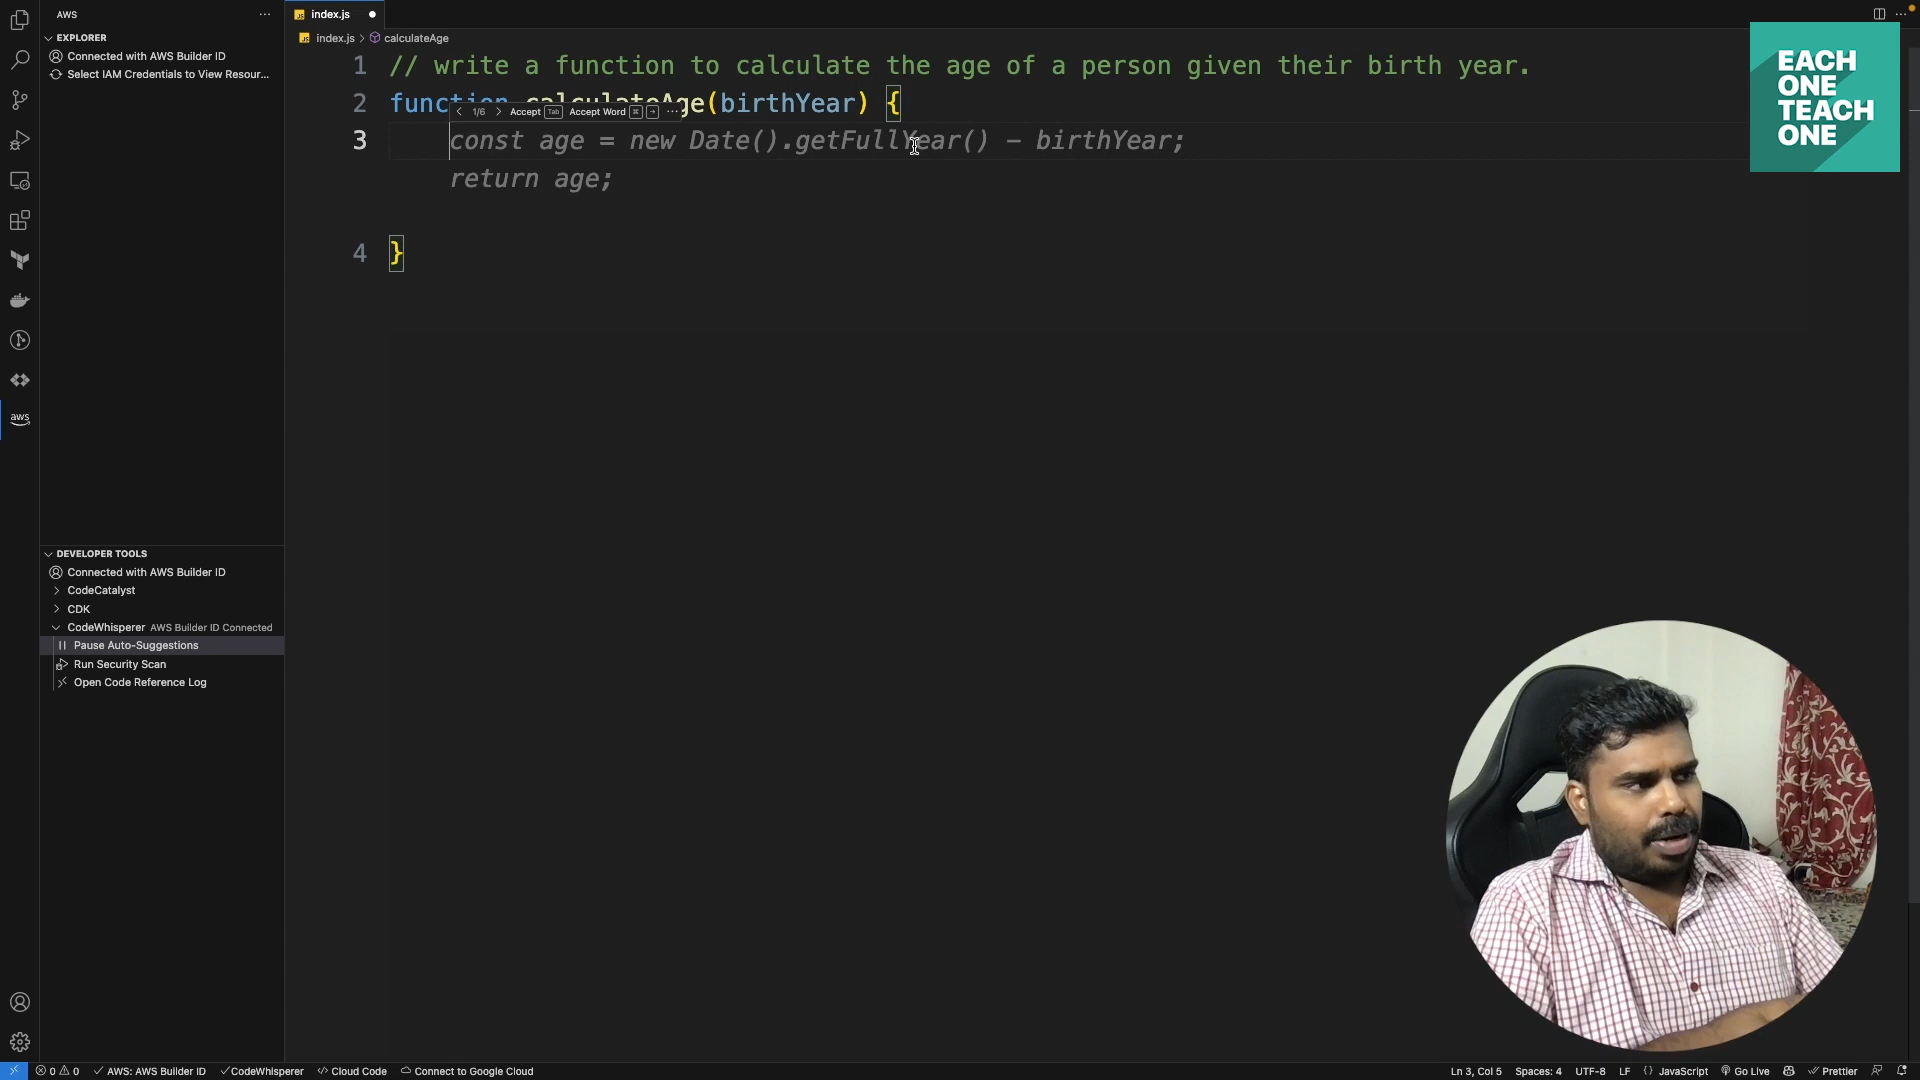 AWS
EXPLORER
Connected with AWS Builder ID
Select IAM Credentials to View Resour...
DEVELOPER TOOLS
Connected with AWS Builder ID
CodeCatalyst
CDK
CodeWhisperer AWS Builder ID Connected
Pause Auto-Suggestions
Run Security Scan
Open Code Reference Log
aws
JS index.js
JS index.js > calculateAge
1 // write a function to calculate the age of a person given their birth year.
2 function calculateAge(birthYear) {
< 1/6 > Accept Tab Accept Word ⌘ → ...
3 const age = new Date().getFullYear() - birthYear;
return age;
4 }
EACH
ONE
TEACH
ONE
0 0 AWS: AWS Builder ID CodeWhisperer </> Cloud Code Connect to Google Cloud Ln 3, Col 5 Spaces: 4 UTF-8 LF { } JavaScript Go Live Prettier